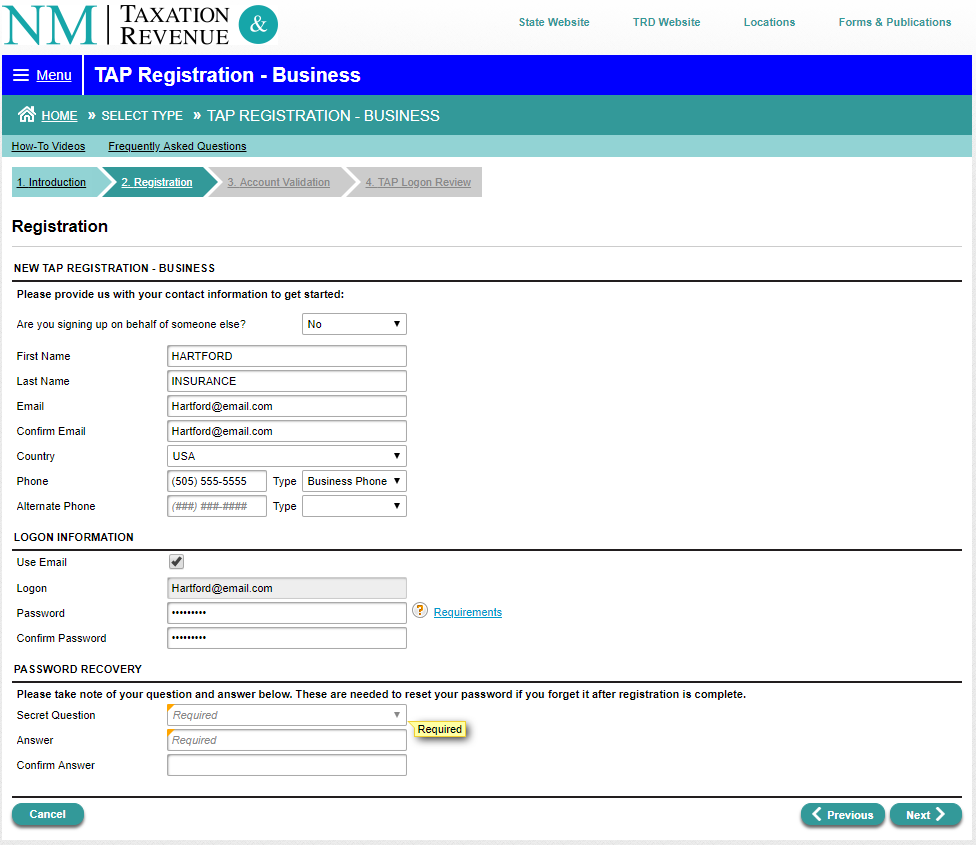 NM TAXATION & REVENUE
State Website TRD Website Locations Forms & Publications
Menu TAP Registration - Business
HOME » SELECT TYPE » TAP REGISTRATION - BUSINESS
How-To Videos Frequently Asked Questions
1. Introduction 2. Registration 3. Account Validation 4. TAP Logon Review
Registration
NEW TAP REGISTRATION - BUSINESS
Please provide us with your contact information to get started:
Are you signing up on behalf of someone else? No
First Name HARTFORD
Last Name INSURANCE
Email Hartford@email.com
Confirm Email Hartford@email.com
Country USA
Phone (505) 555-5555 Type Business Phone
Alternate Phone (###) ###-#### Type
LOGON INFORMATION
Use Email
Logon Hartford@email.com
Password ••••••••• ? Requirements
Confirm Password •••••••••
PASSWORD RECOVERY
Please take note of your question and answer below. These are needed to reset your password if you forget it after registration is complete.
Secret Question Required
Required
Answer Required
Confirm Answer
Cancel Previous Next